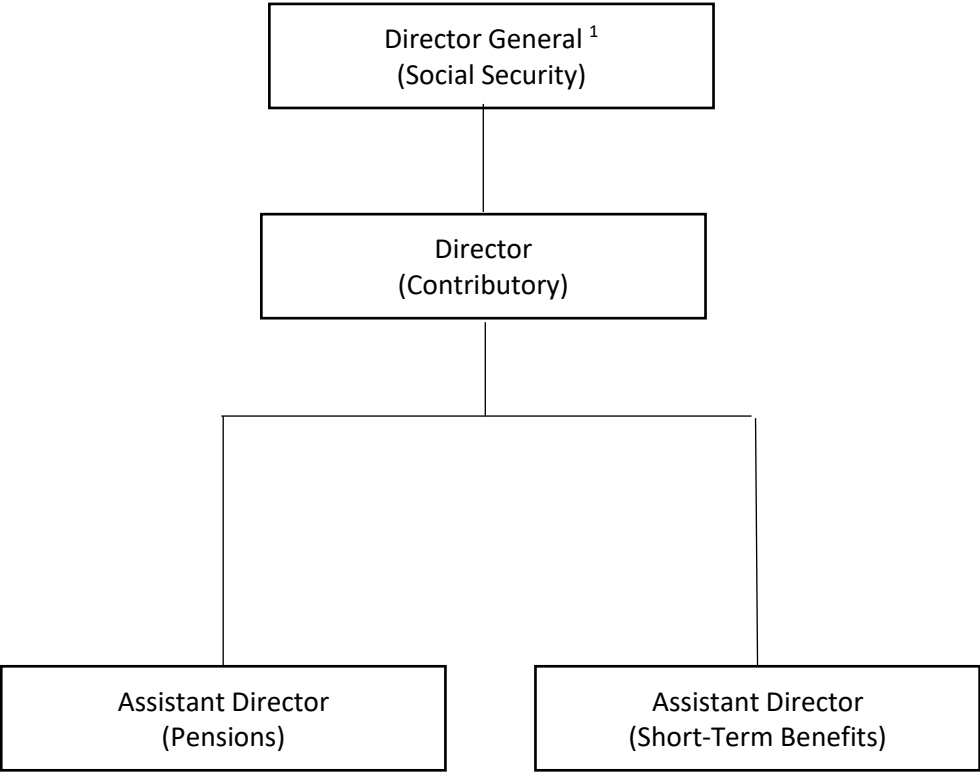 Director General ¹
(Social Security)
Director
(Contributory)
Assistant Director
(Pensions)
Assistant Director
(Short-Term Benefits)